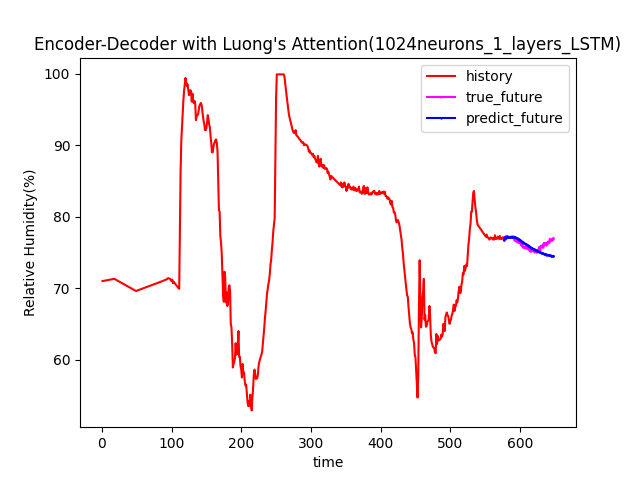 Encoder-Decoder with Luong's Attention(1024neurons_1_layers_LSTM)
history
true_future
predict_future
100
90
80
70
60
Relative Humidity(%)
0 100 200 300 400 500 600
time